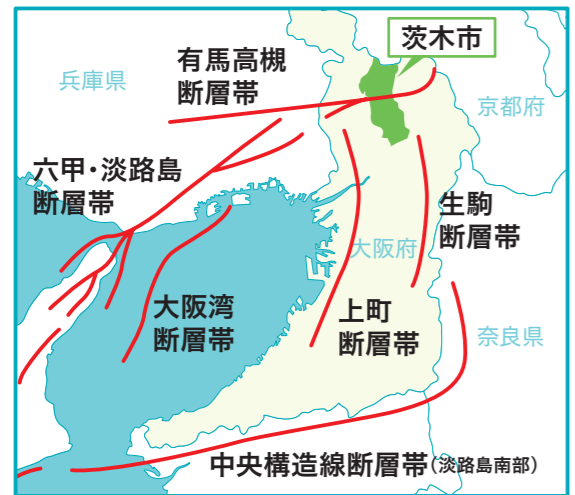 茨木市
有馬高槻
断層帯
兵庫県
京都府
六甲・淡路島
断層帯
生駒
断層帯
大阪府
大阪湾
断層帯
上町
断層帯
奈良県
中央構造線断層帯(淡路島南部)